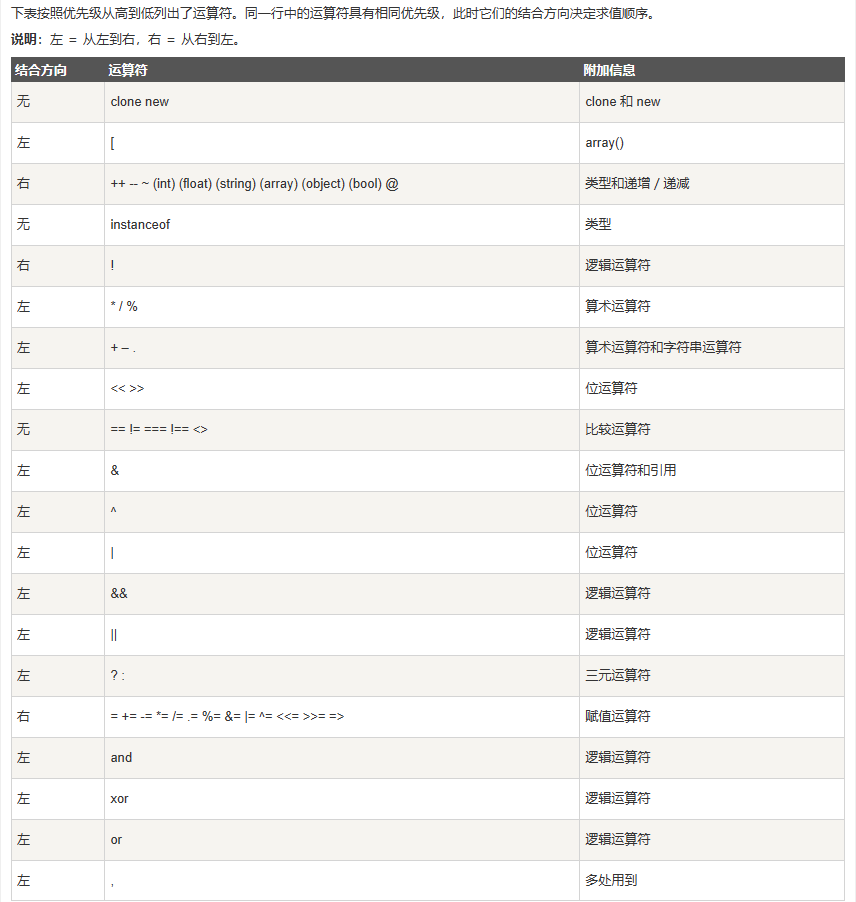 下表按照优先级从高到低列出了运算符。同一行中的运算符具有相同优先级，此时它们的结合方向决定求值顺序。
说明：左 = 从左到右，右 = 从右到左。
结合方向 运算符 附加信息
无 clone new clone 和 new
左 [ array()
右 ++ -- ~ (int) (float) (string) (array) (object) (bool) @ 类型和递增 / 递减
无 instanceof 类型
右 ! 逻辑运算符
左 * / % 算术运算符
左 + – . 算术运算符和字符串运算符
左 << >> 位运算符
无 == != === !== <> 比较运算符
左 & 位运算符和引用
左 ^ 位运算符
左 | 位运算符
左 && 逻辑运算符
左 || 逻辑运算符
左 ? : 三元运算符
右 = += -= *= /= .= %= &= |= ^= <<= >>= => 赋值运算符
左 and 逻辑运算符
左 xor 逻辑运算符
左 or 逻辑运算符
左 , 多处用到